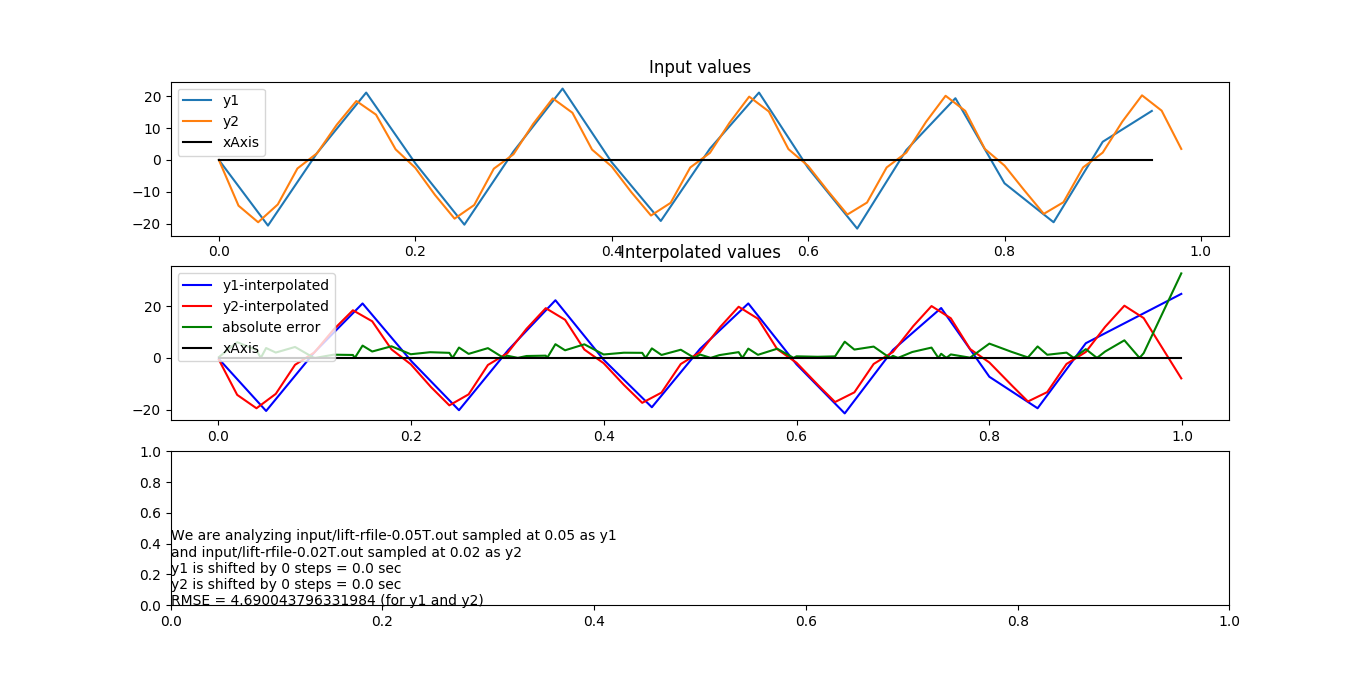 Input values
20
10
0
−10
−20
y1
y2
xAxis
0.0 0.2 0.4 0.6 0.8 1.0
Interpolated values
20
0
−20
y1-interpolated
y2-interpolated
absolute error
xAxis
0.0 0.2 0.4 0.6 0.8 1.0
1.0
0.8
0.6
0.4
0.2
0.0
We are analyzing input/lift-rfile-0.05T.out sampled at 0.05 as y1
and input/lift-rfile-0.02T.out sampled at 0.02 as y2
y1 is shifted by 0 steps = 0.0 sec
y2 is shifted by 0 steps = 0.0 sec
RMSE = 4.690043796331984 (for y1 and y2)
0.0 0.2 0.4 0.6 0.8 1.0